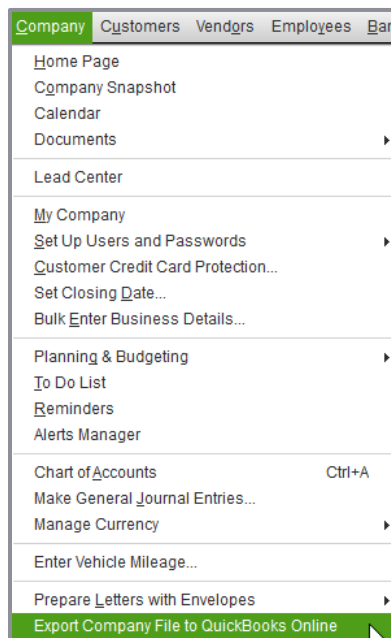 Company Customers Vendors Employees Bar
Home Page
Company Snapshot
Calendar
Documents
Lead Center
My Company
Set Up Users and Passwords
Customer Credit Card Protection...
Set Closing Date...
Bulk Enter Business Details...
Planning & Budgeting
To Do List
Reminders
Alerts Manager
Chart of Accounts Ctrl+A
Make General Journal Entries...
Manage Currency
Enter Vehicle Mileage...
Prepare Letters with Envelopes
Export Company File to QuickBooks Online